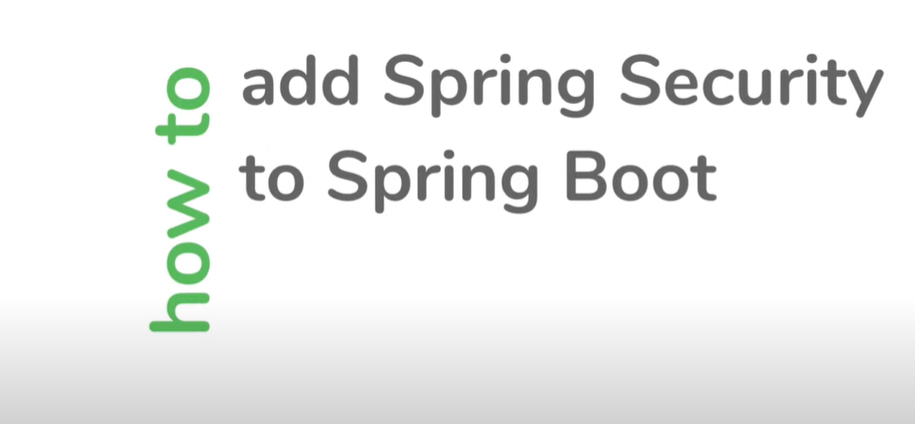 how to
add Spring Security
to Spring Boot